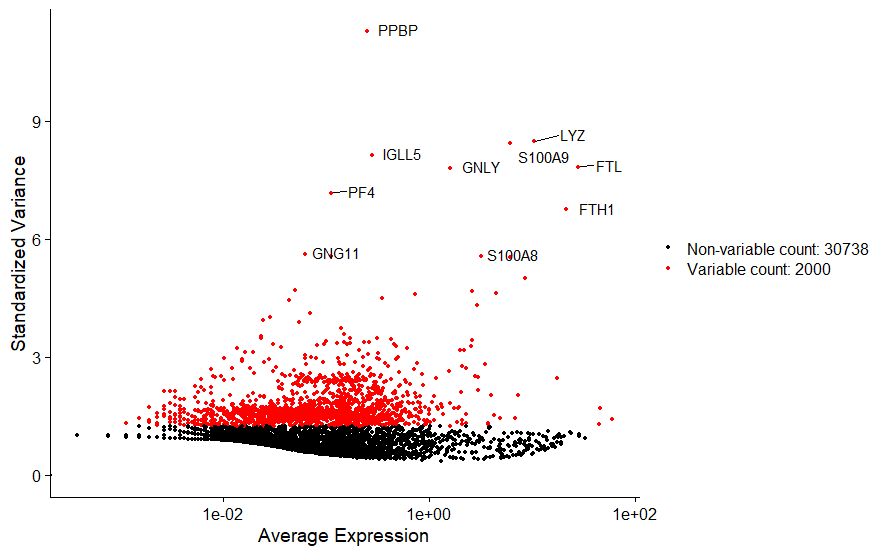 PPBP
9
LYZ
S100A9
IGLL5
GNLY
FTL
PF4
FTH1
6
GNG11
S100A8
Non-variable count: 30738
Variable count: 2000
Standardized Variance
3
0
1e-02
1e+00
1e+02
Average Expression